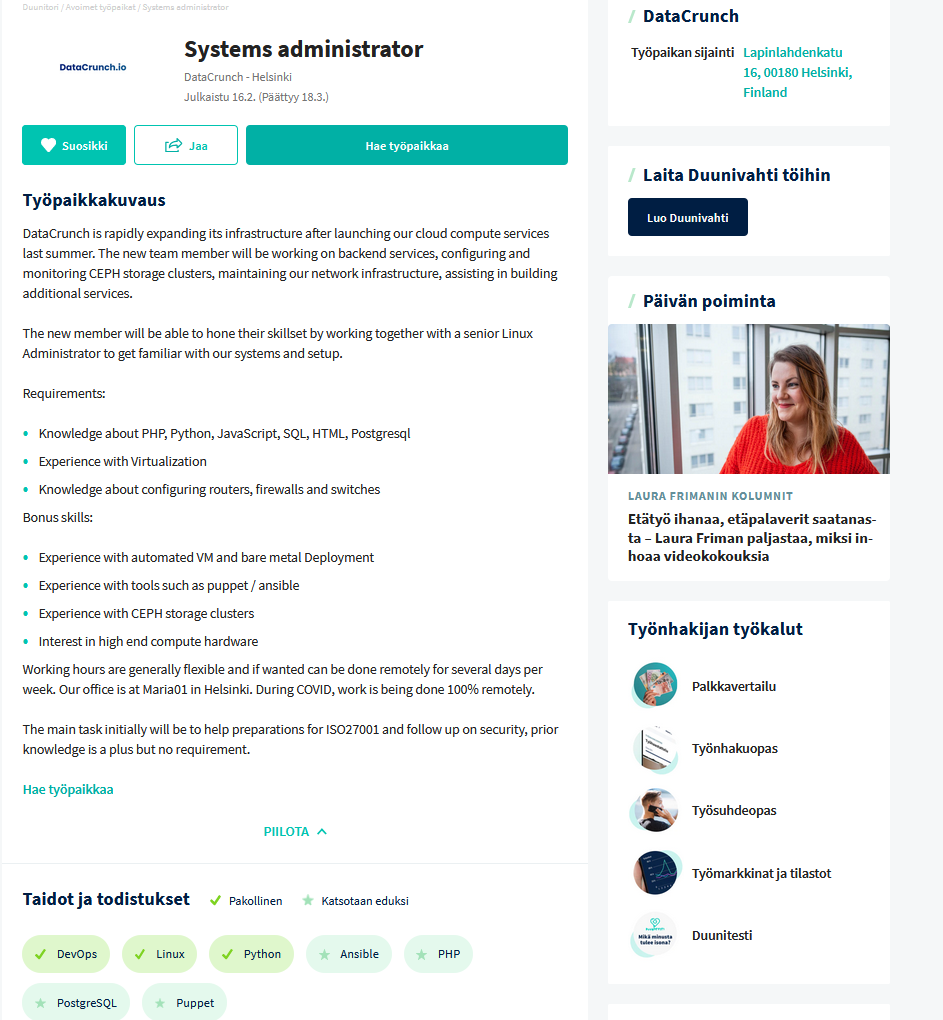 Duunitori / Avoimet työpaikat / Systems administrator
DataCrunch.io
Systems administrator
DataCrunch - Helsinki
Julkaistu 16.2. (Päättyy 18.3.)
Suosikki
Jaa
Hae työpaikkaa
Työpaikkakuvaus
DataCrunch is rapidly expanding its infrastructure after launching our cloud compute services
last summer. The new team member will be working on backend services, configuring and
monitoring CEPH storage clusters, maintaining our network infrastructure, assisting in building
additional services.
The new member will be able to hone their skillset by working together with a senior Linux
Administrator to get familiar with our systems and setup.
Requirements:
• Knowledge about PHP, Python, JavaScript, SQL, HTML, Postgresql
• Experience with Virtualization
• Knowledge about configuring routers, firewalls and switches
Bonus skills:
• Experience with automated VM and bare metal Deployment
• Experience with tools such as puppet / ansible
• Experience with CEPH storage clusters
• Interest in high end compute hardware
Working hours are generally flexible and if wanted can be done remotely for several days per
week. Our office is at Maria01 in Helsinki. During COVID, work is being done 100% remotely.
The main task initially will be to help preparations for ISO27001 and follow up on security, prior
knowledge is a plus but no requirement.
Hae työpaikkaa
PIILOTA
Taidot ja todistukset
Pakollinen
Katsotaan eduksi
DevOps
Linux
Python
Ansible
PHP
PostgreSQL
Puppet
/ DataCrunch
Työpaikan sijainti
Lapinlahdenkatu
16, 00180 Helsinki,
Finland
/ Laita Duunivahti töihin
Luo Duunivahti
/ Päivän poiminta
LAURA FRIMANIN KOLUMNIT
Etätyö ihanaa, etäpalaverit saatanas-
ta – Laura Friman paljastaa, miksi in-
hoaa videokokouksia
Työnhakijan työkalut
Palkkavertailu
Työnhakuopas
Työsuhdeopas
Työmarkkinat ja tilastot
Mikä minusta
tulee isona?
Duunitesti